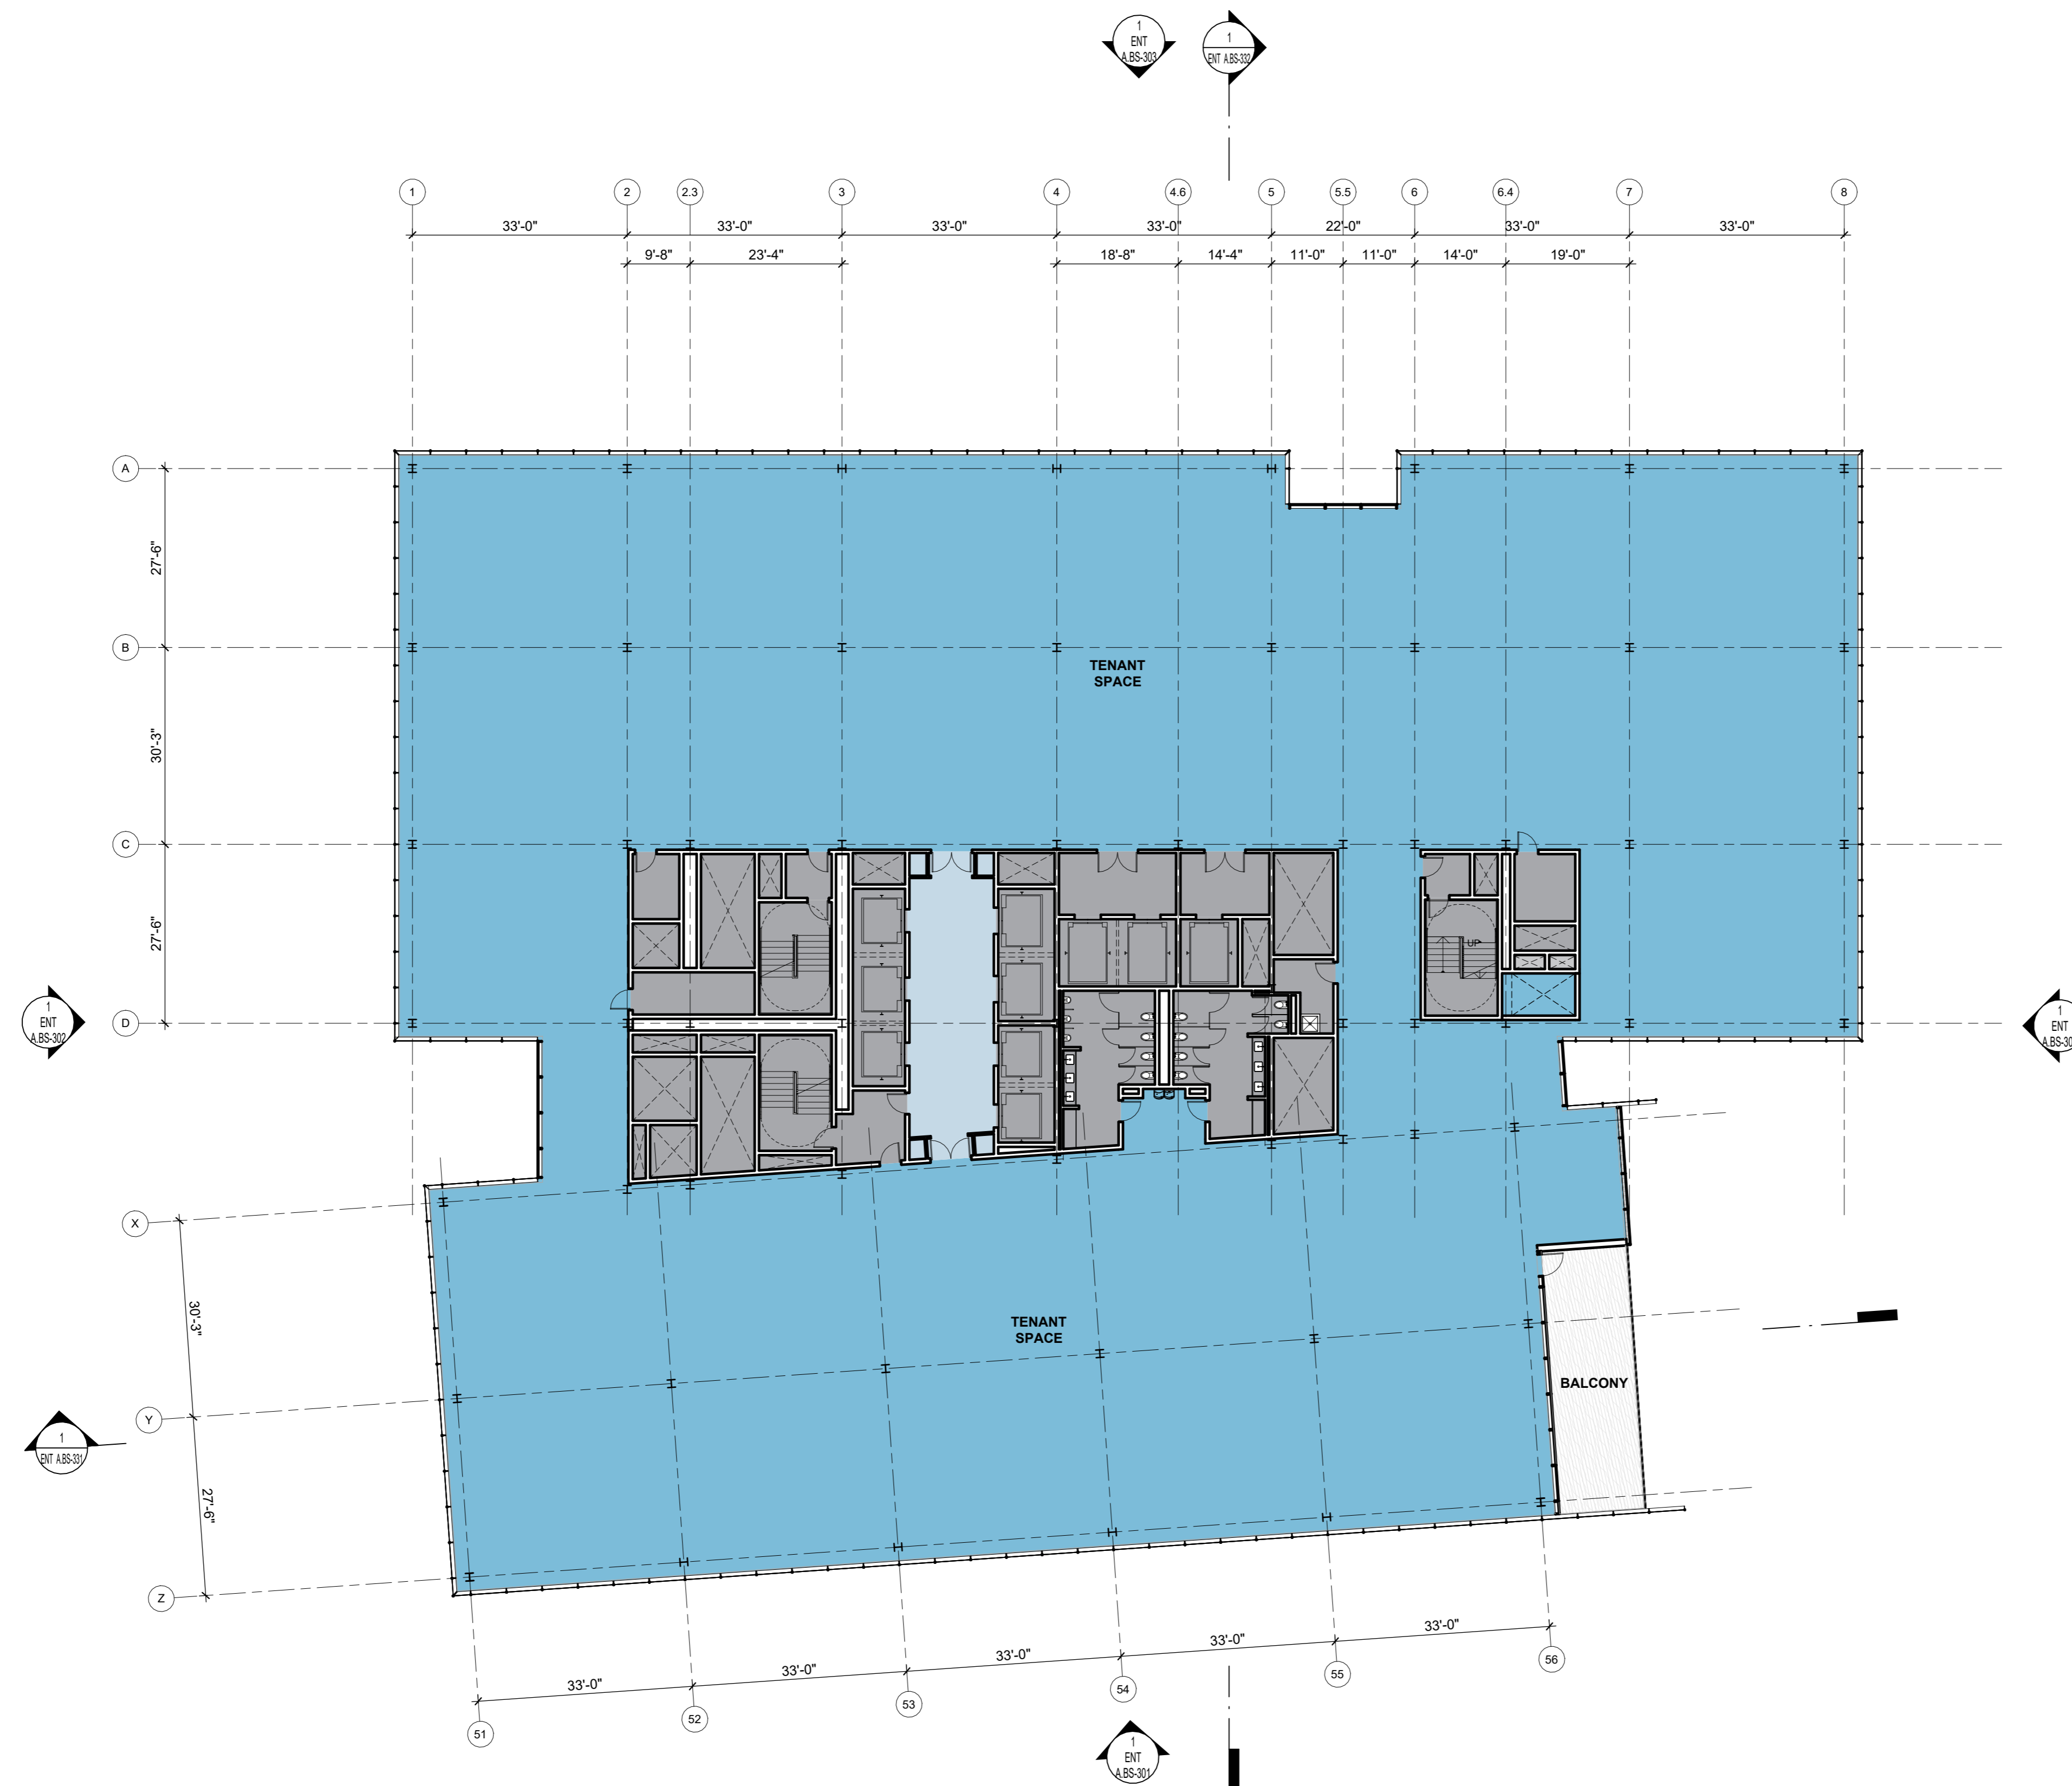 1
ENT
A.BS-303
1
ENT A.BS-332
1
2
2.3
3
4
4.6
5
5.5
6
6.4
7
8
33'-0"
33'-0"
33'-0"
33'-0"
22'-0"
33'-0"
33'-0"
9'-8"
23'-4"
18'-8"
14'-4"
11'-0"
11'-0"
14'-0"
19'-0"
A
27'-6"
B
TENANT
SPACE
30'-3"
C
27'-6"
UP
D
1
ENT
A.BS-302
1
ENT
A.BS-30
X
30'-3"
TENANT
SPACE
BALCONY
Y
1
ENT A.BS-331
27'-6"
Z
33'-0"
33'-0"
33'-0"
33'-0"
33'-0"
51
52
53
54
55
56
1
ENT
A.BS-301